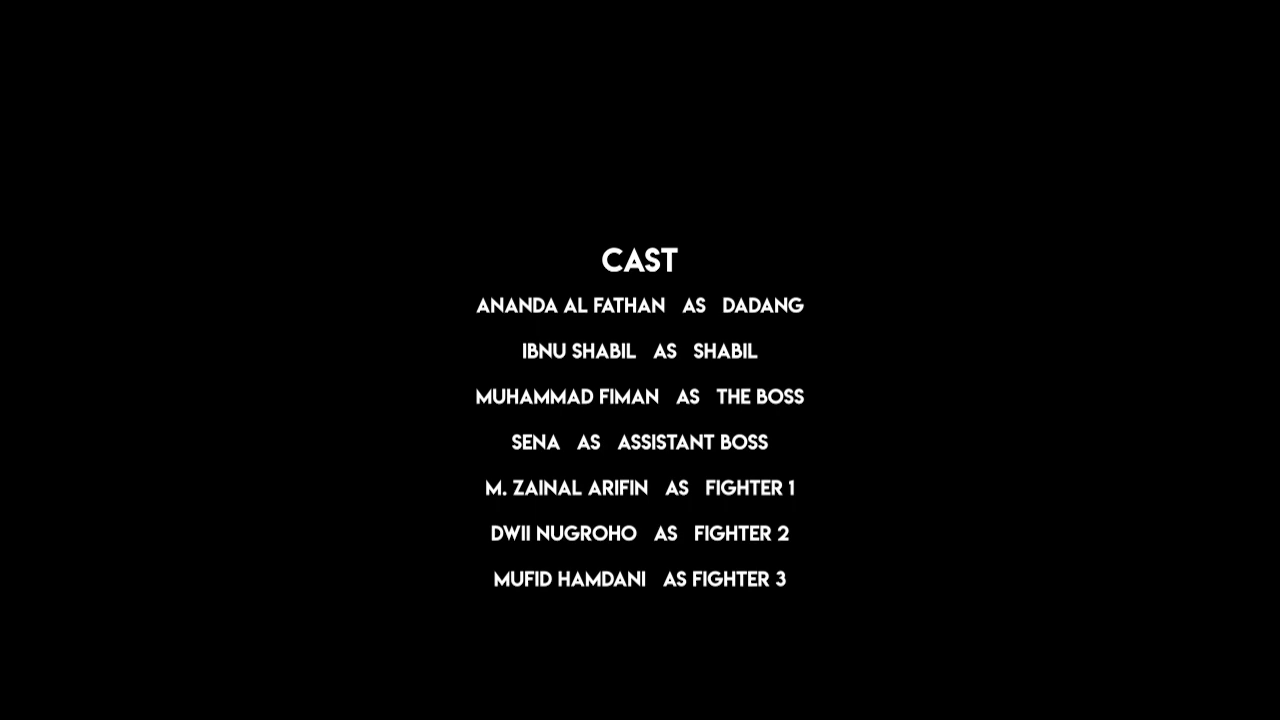 CAST
ANANDA AL FATHAN AS DADANG
IBNU SHABIL AS SHABIL
MUHAMMAD FIMAN AS THE BOSS
SENA AS ASSISTANT BOSS
M. ZAINAL ARIFIN AS FIGHTER 1
DWII NUGROHO AS FIGHTER 2
MUFID HAMDANI AS FIGHTER 3